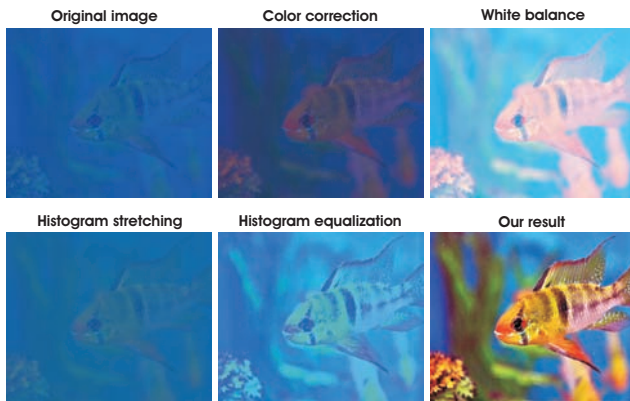 Original image
Color correction
White balance
Histogram stretching
Histogram equalization
Our result